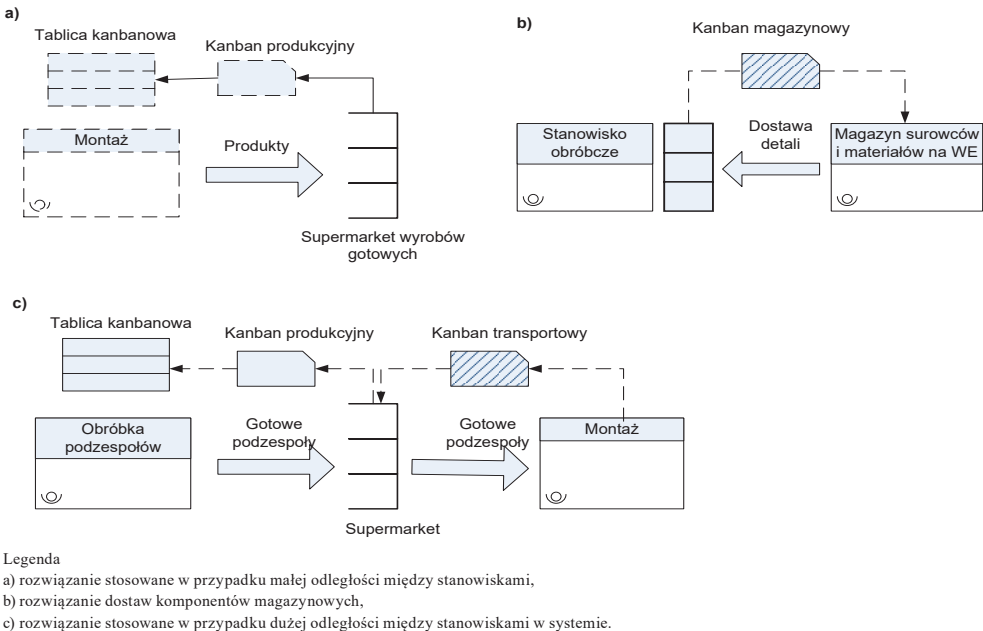 a)
Tablica kanbanowa
Kanban produkcyjny
Montaż
Produkty
Supermarket wyrobów
gotowych
b)
Kanban magazynowy
Stanowisko
obróbcze
Dostawa
detali
Magazyn surowców
i materiałów na WE
c)
Tablica kanbanowa
Kanban produkcyjny
Kanban transportowy
Obróbka
podzespołów
Gotowe
podzespoły
Gotowe
podzespoły
Montaż
Supermarket
Legenda
a) rozwiązanie stosowane w przypadku małej odległości między stanowiskami,
b) rozwiązanie dostaw komponentów magazynowych,
c) rozwiązanie stosowane w przypadku dużej odległości między stanowiskami w systemie.